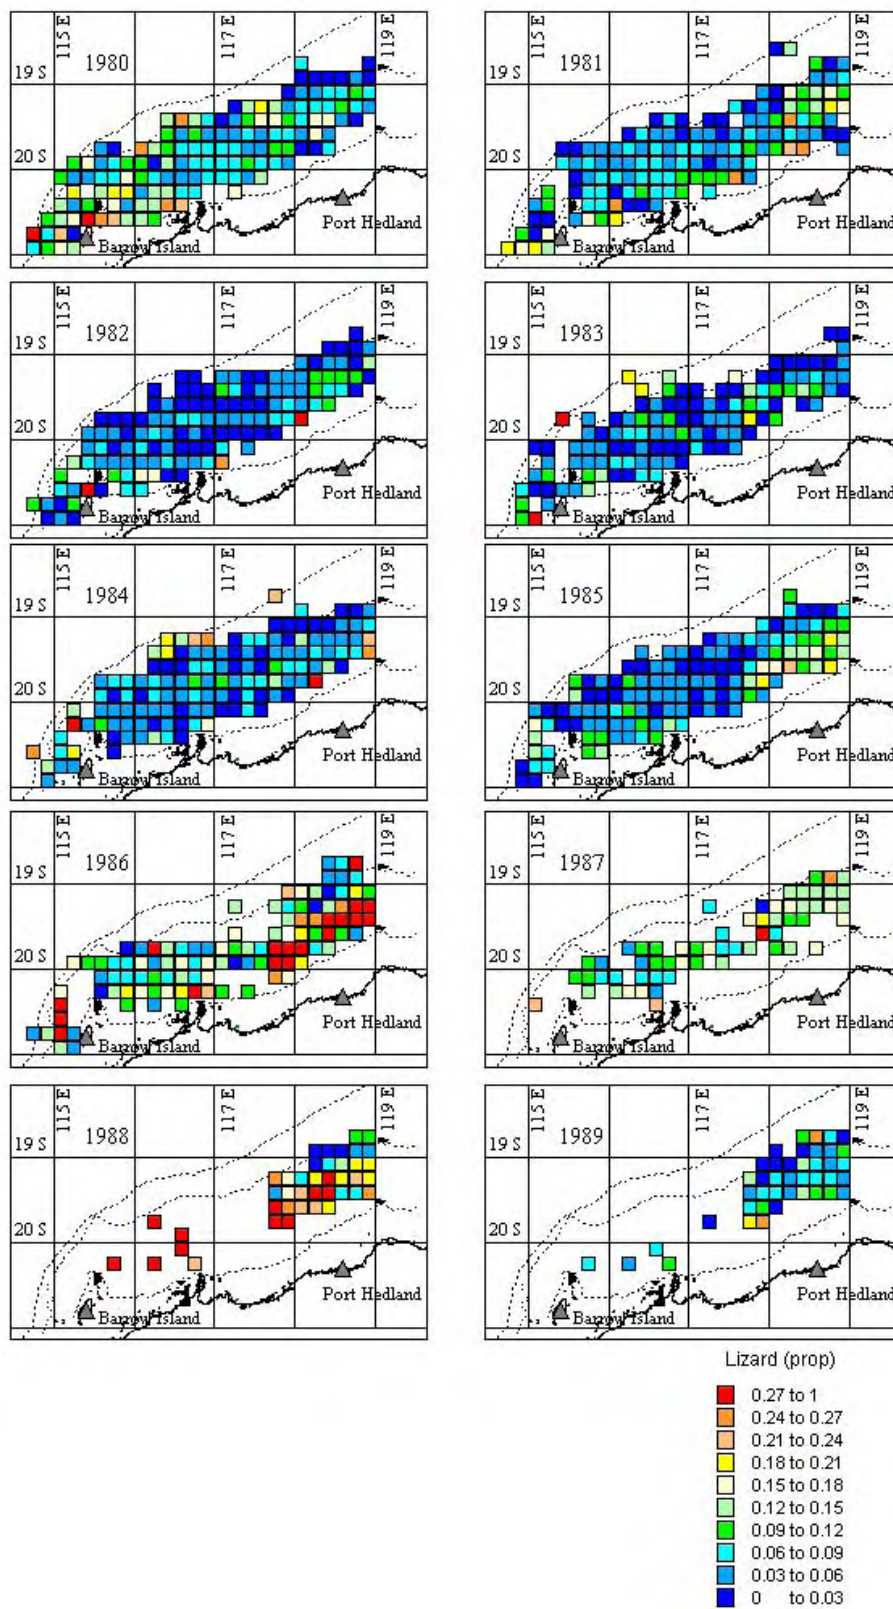 115 E
117 E
119 E
1980
19 S
20 S
Port Hedland
Barrow Island
115 E
117 E
119 E
1981
19 S
20 S
Port Hedland
Barrow Island
115 E
117 E
119 E
1982
19 S
20 S
Port Hedland
Barrow Island
115 E
117 E
119 E
1983
19 S
20 S
Port Hedland
Barrow Island
115 E
117 E
119 E
1984
19 S
20 S
Port Hedland
Barrow Island
115 E
117 E
119 E
1985
19 S
20 S
Port Hedland
Barrow Island
115 E
117 E
119 E
1986
19 S
20 S
Port Hedland
Barrow Island
115 E
117 E
119 E
1987
19 S
20 S
Port Hedland
Barrow Island
115 E
117 E
119 E
1988
19 S
20 S
Port Hedland
Barrow Island
115 E
117 E
119 E
1989
19 S
20 S
Port Hedland
Barrow Island
Lizard (prop)
0.27 to 1
0.24 to 0.27
0.21 to 0.24
0.18 to 0.21
0.15 to 0.18
0.12 to 0.15
0.09 to 0.12
0.06 to 0.09
0.03 to 0.06
0 to 0.03